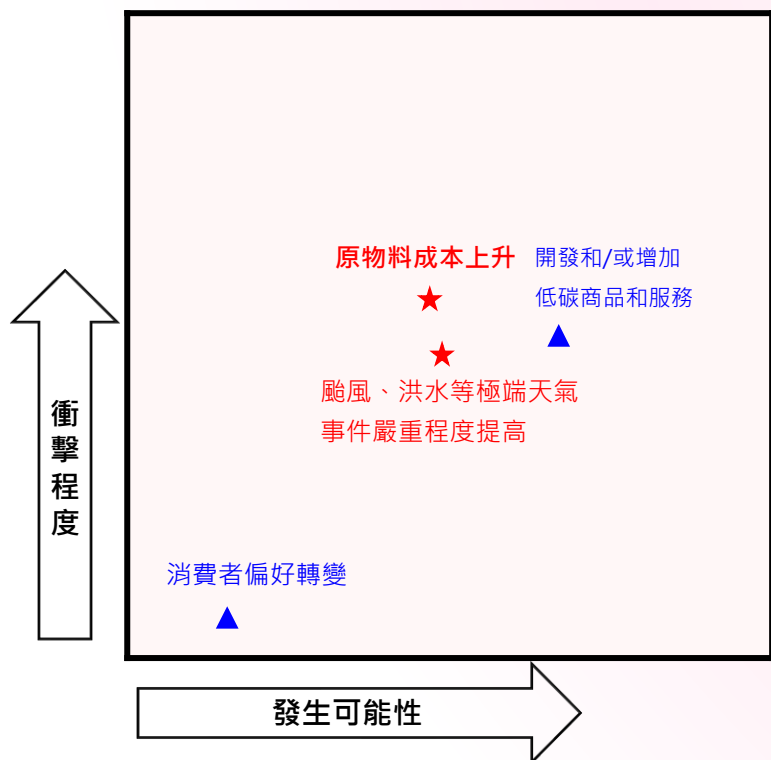 原物料成本上升
開發和/或增加
低碳商品和服務
颱風、洪水等極端天氣
事件嚴重程度提高
消費者偏好轉變
衝擊程度
發生可能性